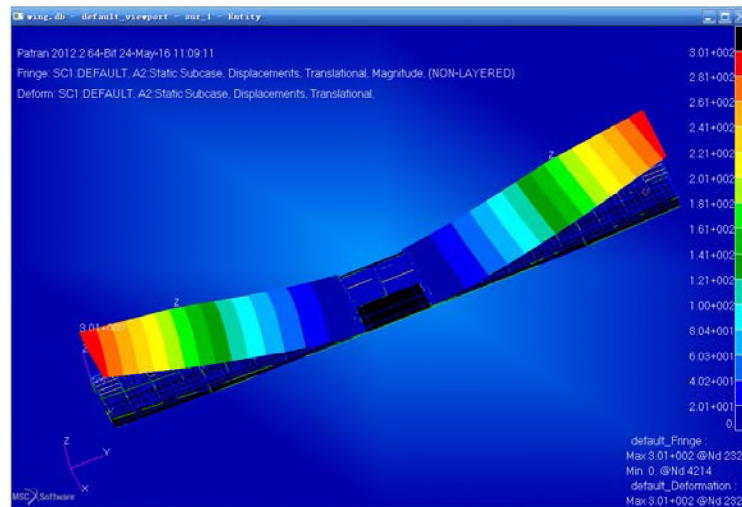 wing.db - default_viewport - sur_1 - Entity
Patran 2012.2 64-Bit 24-May-16 11:09:11
Fringe: SC1:DEFAULT, A2:Static Subcase, Displacements, Translational, Magnitude, (NON-LAYERED)
Deform: SC1:DEFAULT, A2:Static Subcase, Displacements, Translational,
3.01+002
2.81+002
2.61+002
2.41+002
2.21+002
2.01+002
1.81+002
1.61+002
1.41+002
1.21+002
1.00+002
8.04+001
6.03+001
4.02+001
2.01+001
0.
Z
Z
3.01+002
Z
Z
Y
X
default_Fringe :
Max 3.01+002 @Nd 232
Min 0. @Nd 4214
default_Deformation :
Max 3.01+002 @Nd 232
MSC Software